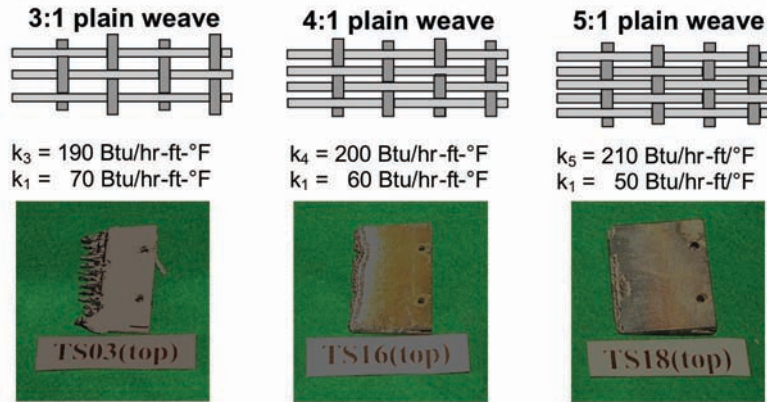 3:1 plain weave
4:1 plain weave
5:1 plain weave
k₃ = 190 Btu/hr-ft-°F
k₁ = 70 Btu/hr-ft-°F
k₄ = 200 Btu/hr-ft-°F
k₁ = 60 Btu/hr-ft-°F
k₅ = 210 Btu/hr-ft/°F
k₁ = 50 Btu/hr-ft/°F
TS03(top)
TS16(top)
TS18(top)